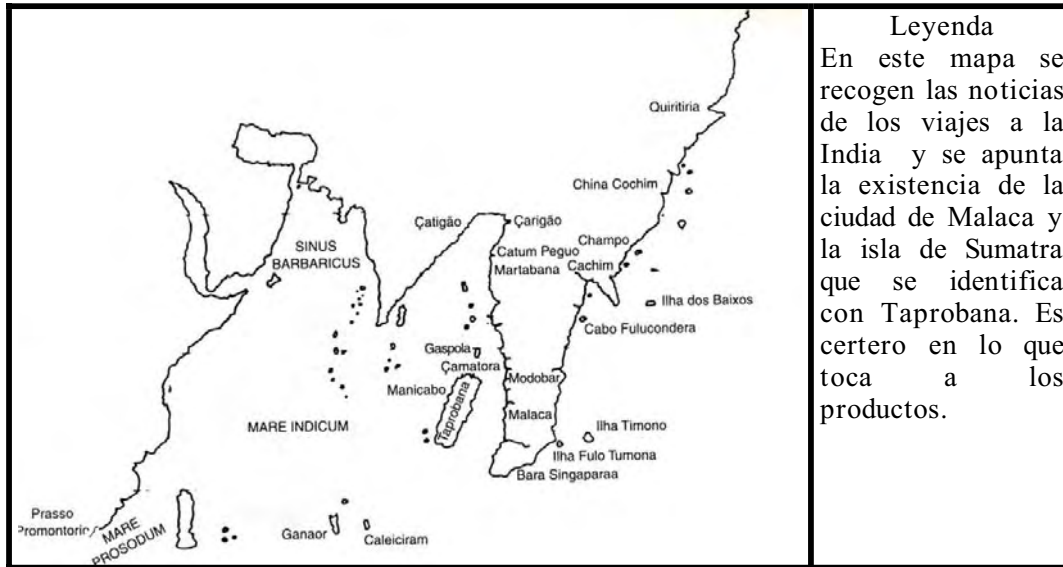 Quiritiria
China Cochim
Çatigão
Çarigão
SINUS
BARBARICUS
Catum Peguo
Champo
Martabana
Cachim
Ilha dos Baixos
Cabo Fulucondera
Gaspola
Çamatora
Manicabo
Modobar
Taprobana
Malaca
MARE INDICUM
Ilha Timono
Ilha Fulo Tumona
Bara Singaparaa
Prasso
Promontorio
MARE
PROSODUM
Ganaor
Caleiciram
Leyenda
En este mapa se
recogen las noticias
de los viajes a la
India y se apunta
la existencia de la
ciudad de Malaca y
la isla de Sumatra
que se identifica
con Taprobana. Es
certero en lo que
toca a los
productos.